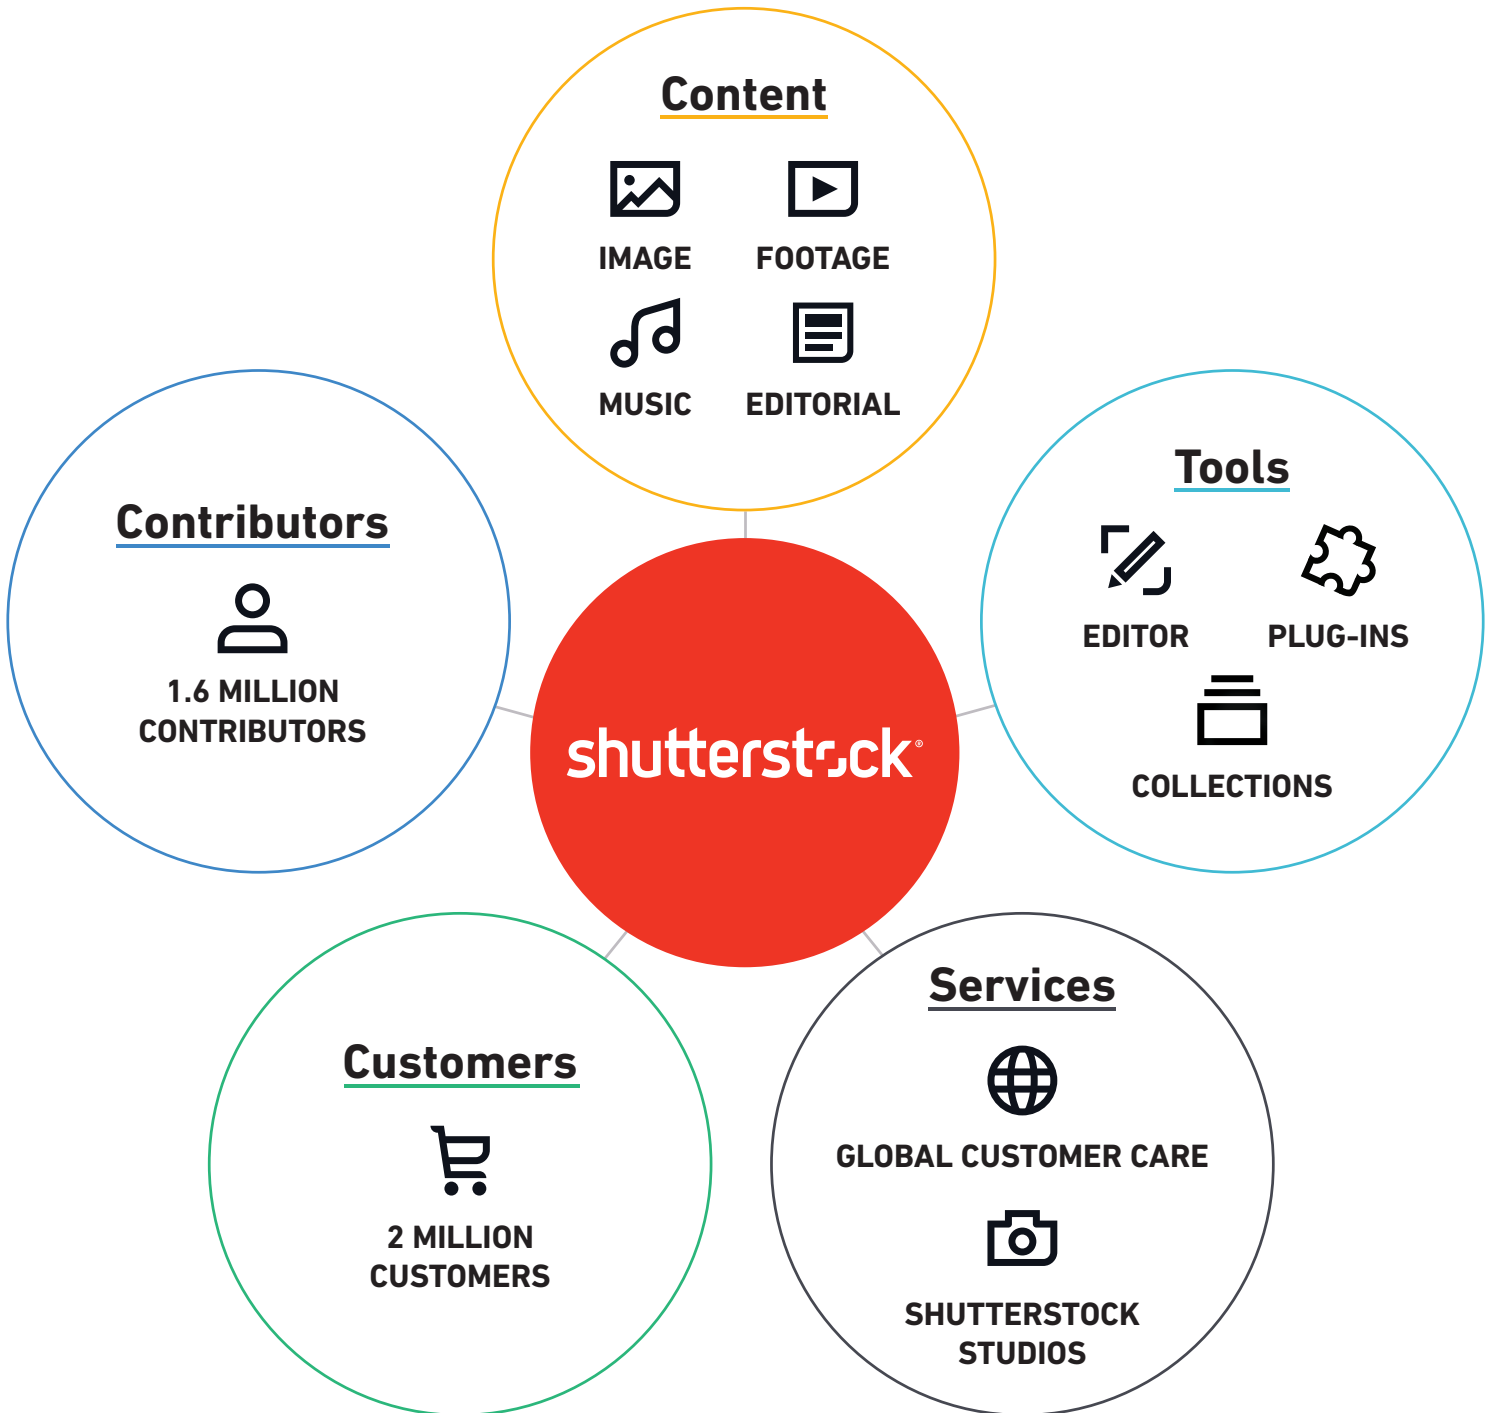 Content
IMAGE
FOOTAGE
MUSIC
EDITORIAL
Contributors
1.6 MILLION
CONTRIBUTORS
Tools
EDITOR
PLUG-INS
COLLECTIONS
shutterstock®
Customers
2 MILLION
CUSTOMERS
Services
GLOBAL CUSTOMER CARE
SHUTTERSTOCK
STUDIOS